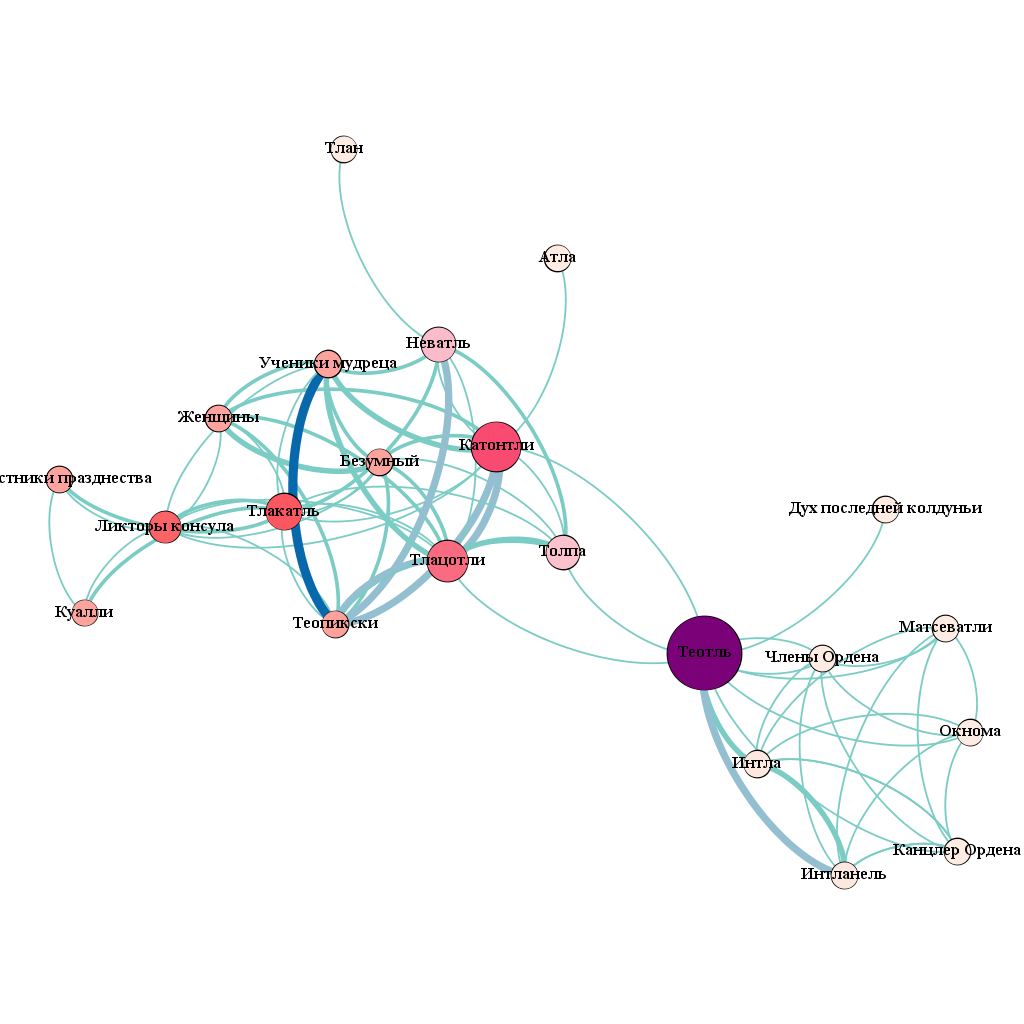 Тлан
Атла
Неватль
Ученики мудреца
Женщины
Катонтли
Безумный
стники празднества
Тлакатль
Дух последней колдуньи
Ликторы консула
Толпа
Тлацотли
Куалли
Теопикски
Матсеватли
Теотль
Члены Ордена
Окнома
Интла
Канцлер Ордена
Интланель